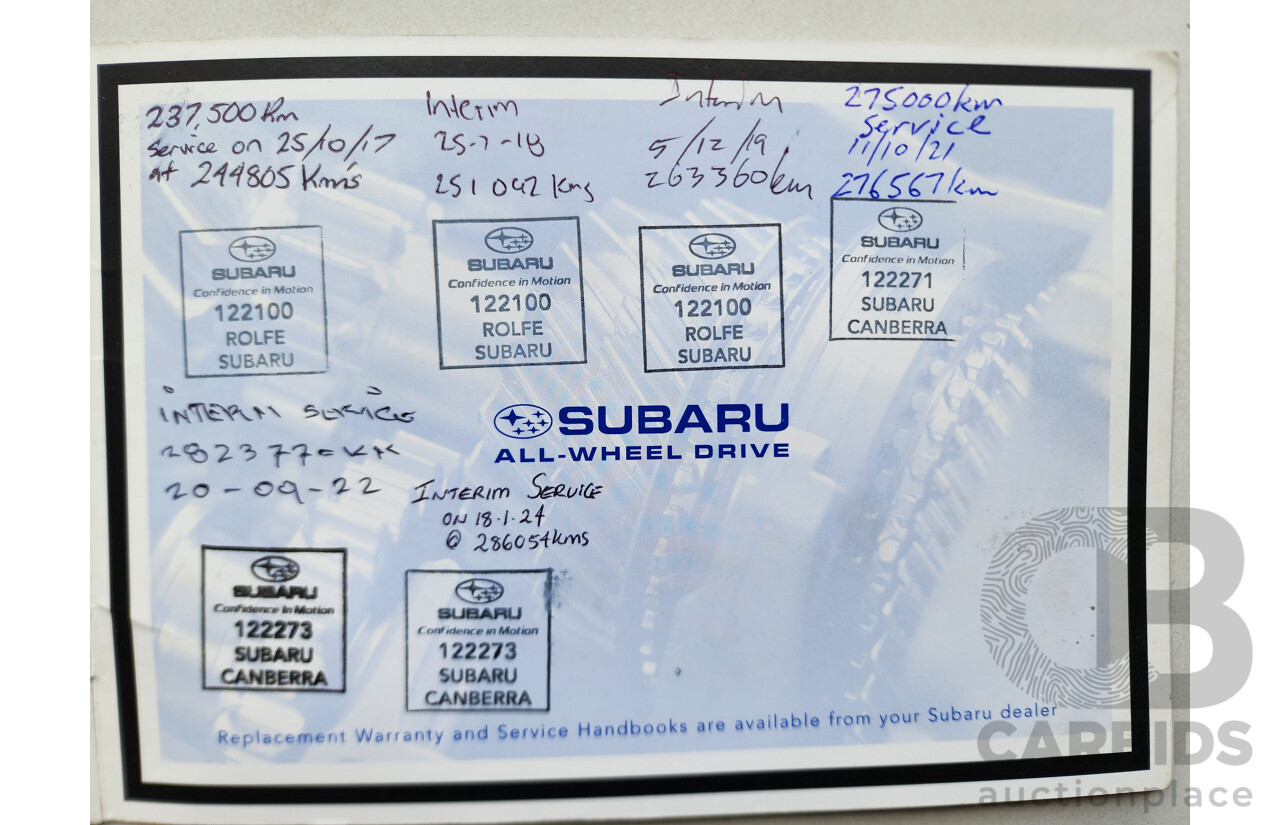 237,500 Km
Service on 25/10/17
at 244805 Kms
SUBARU
Confidence in Motion
122100
ROLFE
SUBARU
Interim
25-7-18
251042 kms
SUBARU
Confidence in Motion
122100
ROLFE
SUBARU
Interim
5/12/19
263360km
SUBARU
Confidence in Motion
122100
ROLFE
SUBARU
275000km
Service
11/10/21
276567km
SUBARU
Confidence in Motion
122271
SUBARU
CANBERRA
SUBARU
ALL-WHEEL DRIVE
INTERIM SERVICE
20-09-22
SUBARU
Confidence in Motion
122273
SUBARU
CANBERRA
INTERIM SERVICE
ON 18.1.24
@ 286054kms
SUBARU
Confidence in Motion
122273
SUBARU
CANBERRA
Replacement Warranty and Service Handbooks are available from your Subaru dealer
CB
CARBIDS
auctionplace